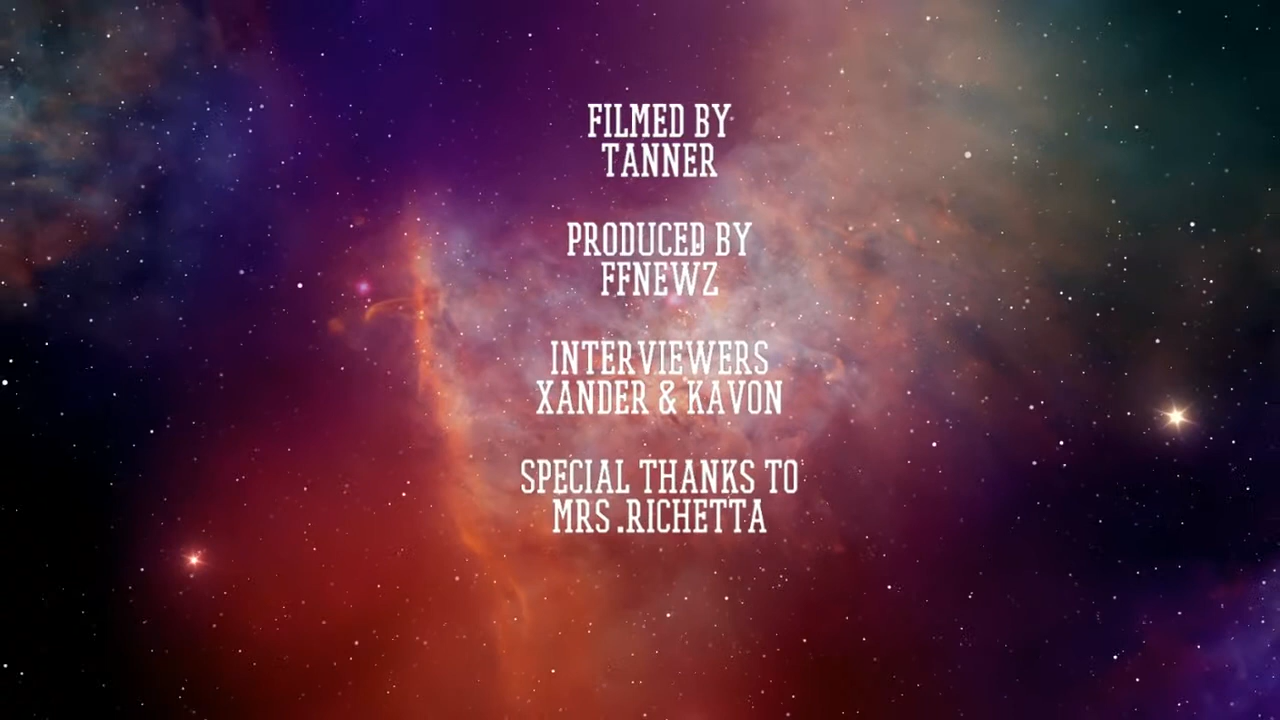 FILMED BY
TANNER
PRODUCED BY
FFNEWZ
INTERVIEWERS
XANDER & KAVON
SPECIAL THANKS TO
MRS .RICHETTA